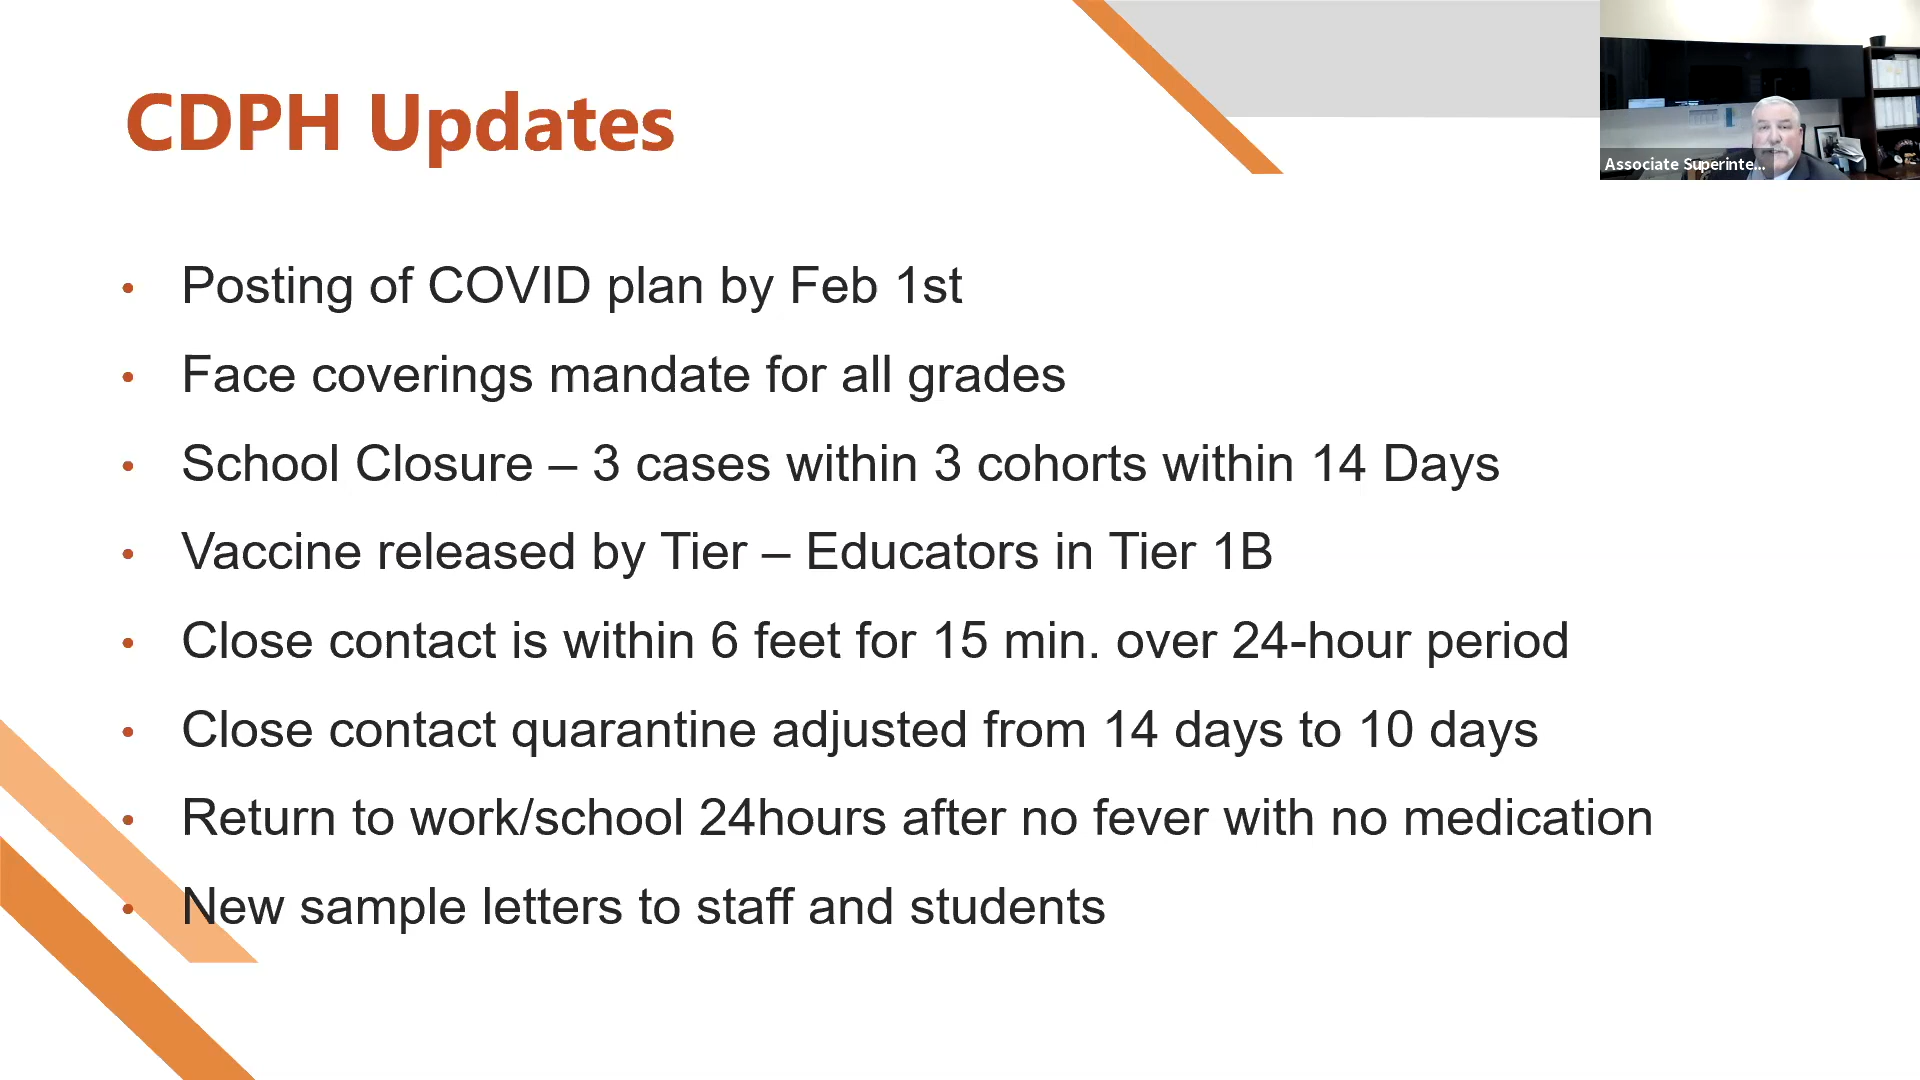 CDPH Updates
Associate Superinte...
• Posting of COVID plan by Feb 1st
• Face coverings mandate for all grades
• School Closure – 3 cases within 3 cohorts within 14 Days
• Vaccine released by Tier – Educators in Tier 1B
• Close contact is within 6 feet for 15 min. over 24-hour period
• Close contact quarantine adjusted from 14 days to 10 days
• Return to work/school 24hours after no fever with no medication
• New sample letters to staff and students